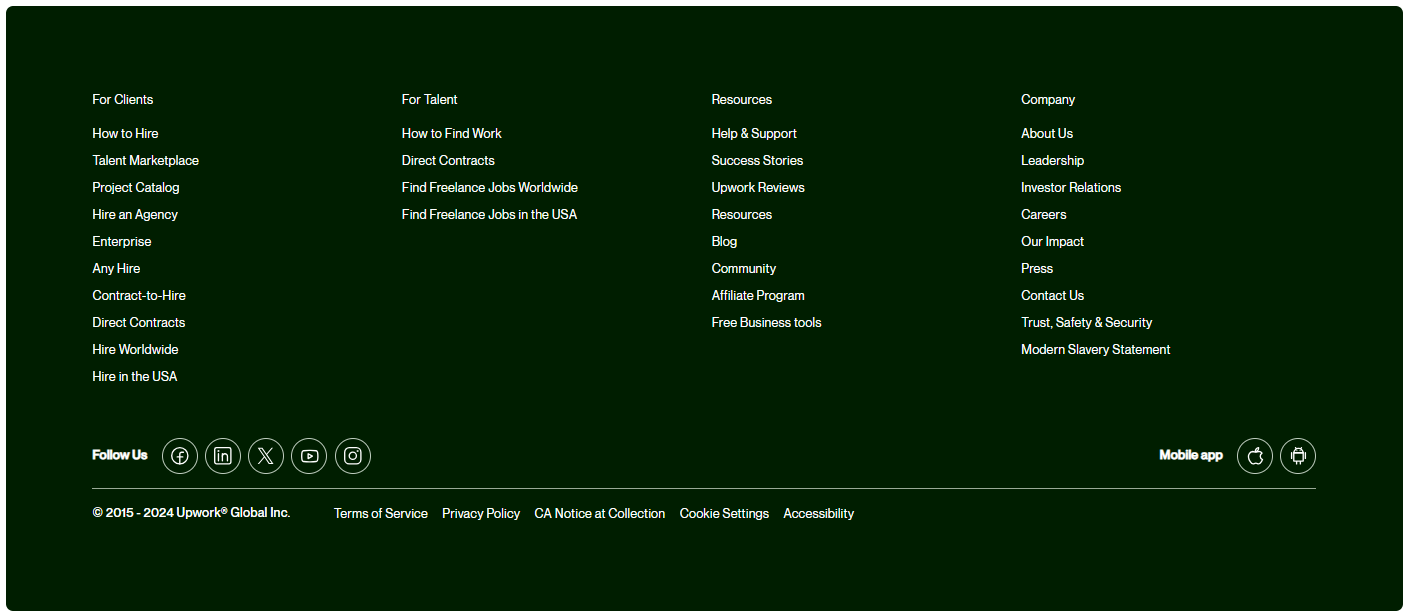 For Clients
How to Hire
Talent Marketplace
Project Catalog
Hire an Agency
Enterprise
Any Hire
Contract-to-Hire
Direct Contracts
Hire Worldwide
Hire in the USA
For Talent
How to Find Work
Direct Contracts
Find Freelance Jobs Worldwide
Find Freelance Jobs in the USA
Resources
Help & Support
Success Stories
Upwork Reviews
Resources
Blog
Community
Affiliate Program
Free Business tools
Company
About Us
Leadership
Investor Relations
Careers
Our Impact
Press
Contact Us
Trust, Safety & Security
Modern Slavery Statement
Follow Us
Mobile app
© 2015 - 2024 Upwork® Global Inc.
Terms of Service Privacy Policy CA Notice at Collection Cookie Settings Accessibility